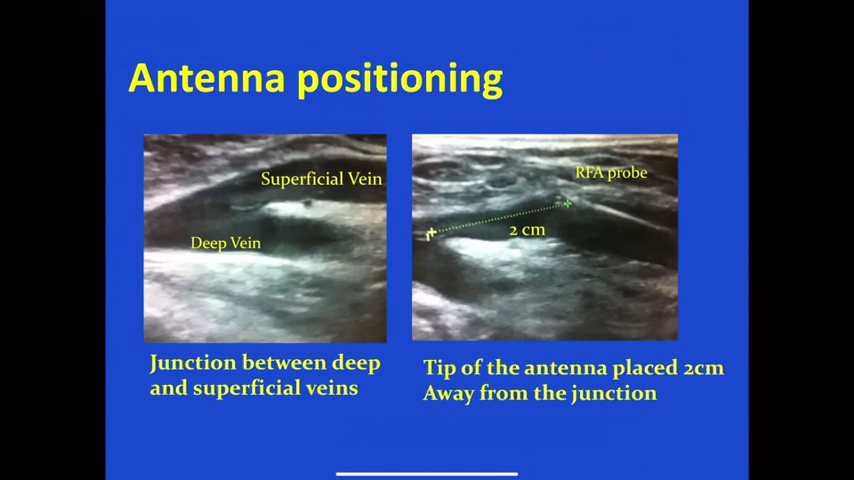 Antenna positioning
Superficial Vein
Deep Vein
RFA probe
2 cm
Junction between deep
and superficial veins
Tip of the antenna placed 2cm
Away from the junction